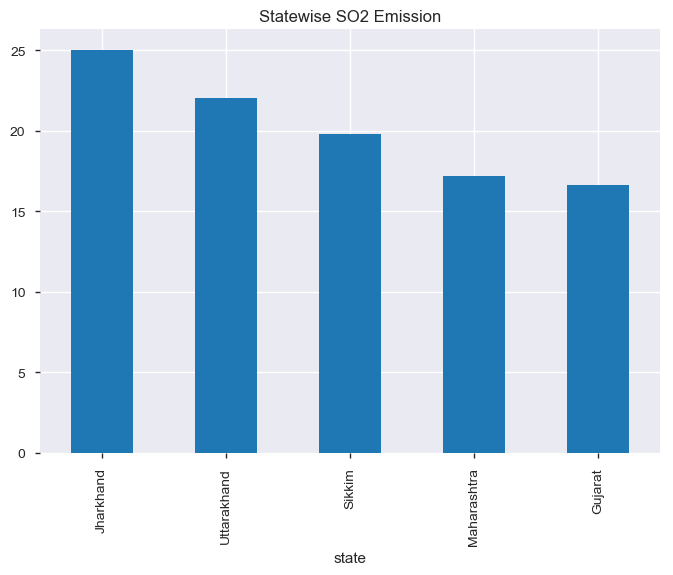 Statewise SO2 Emission
25
20
15
10
5
0
Jharkhand
Uttarakhand
Sikkim
Maharashtra
Gujarat
state